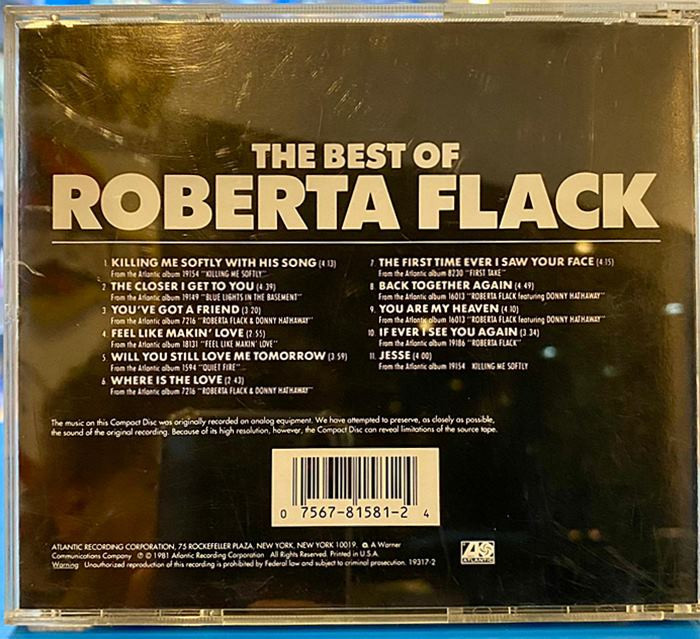 THE BEST OF
ROBERTA FLACK
1. KILLING ME SOFTLY WITH HIS SONG (4:13)
From the Atlantic album 19154 "KILLING ME SOFTLY"
2. THE CLOSER I GET TO YOU (4:39)
From the Atlantic album 19149 "BLUE LIGHTS IN THE BASEMENT"
3. YOU'VE GOT A FRIEND (3:20)
From the Atlantic album 7216 "ROBERTA FLACK & DONNY HATHAWAY"
4. FEEL LIKE MAKIN' LOVE (2:55)
From the Atlantic album 18131 "FEEL LIKE MAKIN' LOVE"
5. WILL YOU STILL LOVE ME TOMORROW (3:59)
From the Atlantic album 1594 "QUIET FIRE"
6. WHERE IS THE LOVE (2:43)
From the Atlantic album 7216 "ROBERTA FLACK & DONNY HATHAWAY"
7. THE FIRST TIME EVER I SAW YOUR FACE (4:15)
From the Atlantic album 8230 "FIRST TAKE"
8. BACK TOGETHER AGAIN (4:49)
From the Atlantic album 16013 "ROBERTA FLACK featuring DONNY HATHAWAY"
9. YOU ARE MY HEAVEN (4:10)
From the Atlantic album 16013 "ROBERTA FLACK featuring DONNY HATHAWAY"
10. IF EVER I SEE YOU AGAIN (3:34)
From the Atlantic album 19186 "ROBERTA FLACK"
11. JESSE (4:00)
From the Atlantic album 19154 KILLING ME SOFTLY
The music on this Compact Disc was originally recorded on analog equipment. We have attempted to preserve, as closely as possible,
the sound of the original recording. Because of its high resolution, however, the Compact Disc can reveal limitations of the source tape.
0 7567-81581-2 4
ATLANTIC RECORDING CORPORATION, 75 ROCKEFELLER PLAZA, NEW YORK, NEW YORK 10019. A Warner
Communications Company ℗ © 1981 Atlantic Recording Corporation All Rights Reserved. Printed in U.S.A.
Warning: Unauthorized reproduction of this recording is prohibited by Federal law and subject to criminal prosecution. 19317-2
ATLANTIC